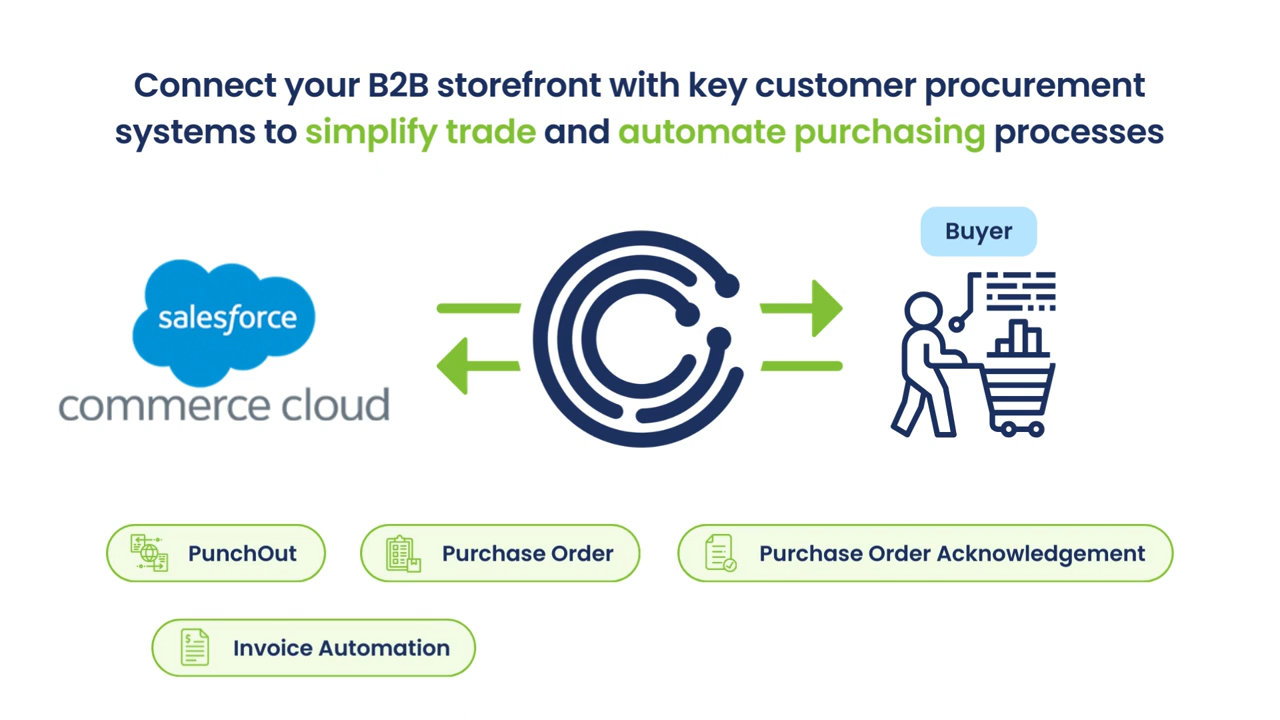 Connect your B2B storefront with key customer procurement
systems to simplify trade and automate purchasing processes
Buyer
salesforce
commerce cloud
PunchOut
Purchase Order
Purchase Order Acknowledgement
Invoice Automation